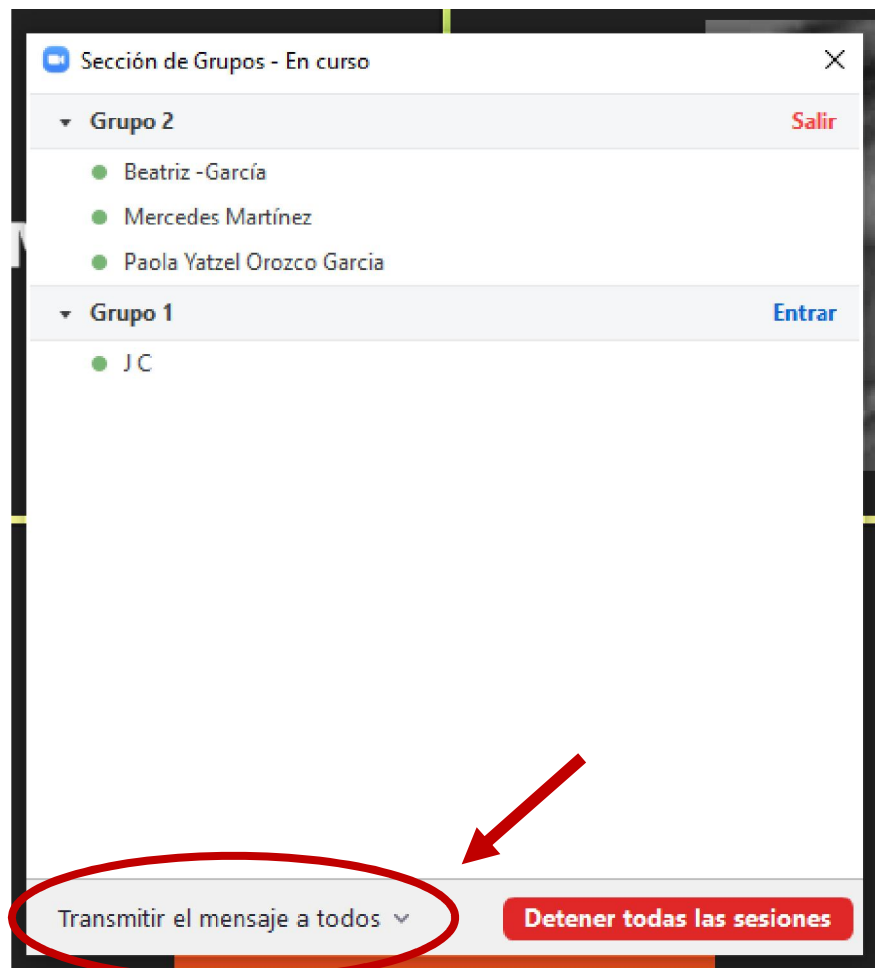 Sección de Grupos - En curso
Grupo 2 Salir
Beatriz -García
Mercedes Martínez
Paola Yatzel Orozco Garcia
Grupo 1 Entrar
J C
Transmitir el mensaje a todos Detener todas las sesiones